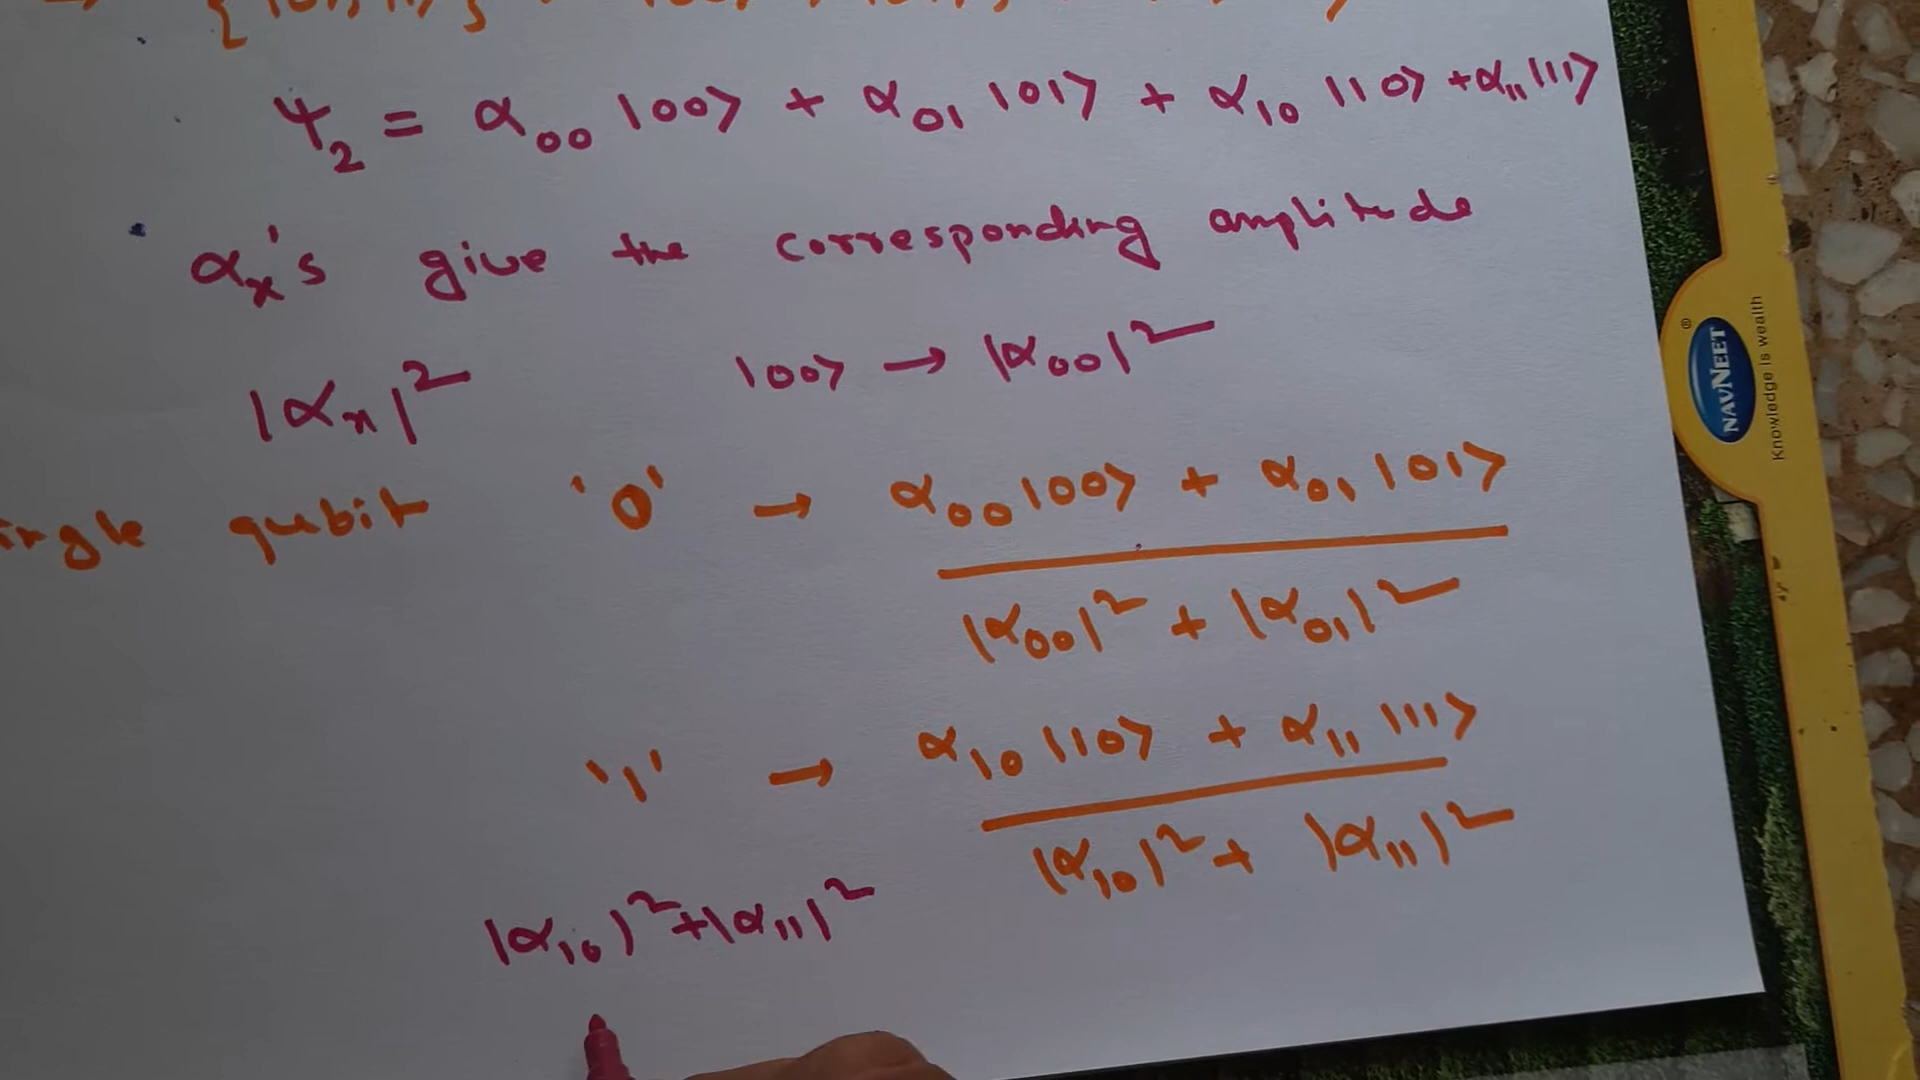 ψ₂ = α₀₀ |00⟩ + α₀₁ |01⟩ + α₁₀ |10⟩ + α₁₁ |11⟩
αₓ's give the corresponding amplitude
|αₓ|² |00⟩ → |α₀₀|²
qubit '0' → α₀₀ |00⟩ + α₀₁ |01⟩
|α₀₀|² + |α₀₁|²
'1' → α₁₀ |10⟩ + α₁₁ |11⟩
|α₁₀|² + |α₁₁|²
|α₁₀|² + |α₁₁|²
NAVNEET ®
Knowledge is wealth